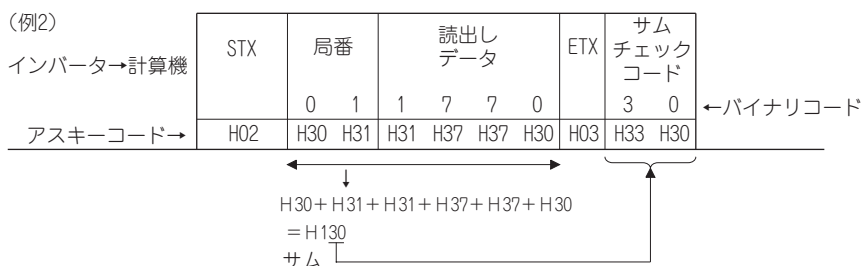 (例2)
インバータ→計算機
STX
局番
読出し
データ
ETX
サム
チェック
コード
0 1 1 7 7 0 3 0 ←バイナリコード
アスキーコード→ H02 H30 H31 H31 H37 H37 H30 H03 H33 H30
H30+H31+H31+H37+H37+H30
=H130
サム